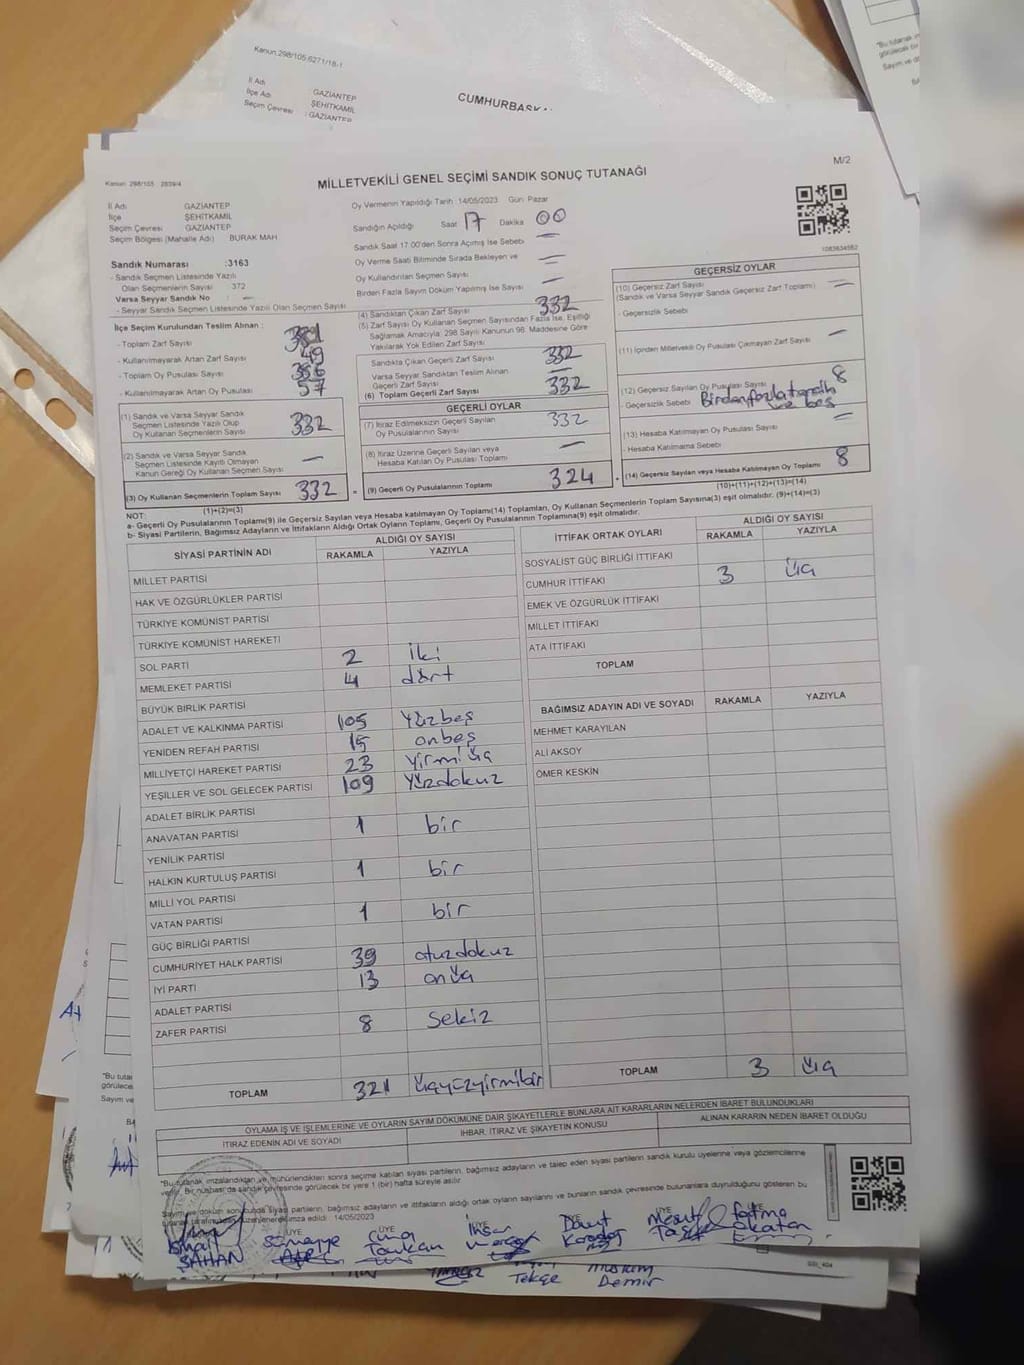 Kanun.298/105,6271/18-1
İl Adı GAZİANTEP
İlçe Adı ŞEHİTKAMİL
Seçim Çevresi : GAZİANTEP
CUMHURBAŞKA
M/2
Kanun: 298/105 2839/4
MİLLETVEKİLİ GENEL SEÇİMİ SANDIK SONUÇ TUTANAĞI
İl Adı GAZİANTEP
İlçe ŞEHİTKAMİL
Seçim Çevresi GAZİANTEP
Seçim Bölgesi (Mahalle Adı) BURAK MAH
Oy Vermenin Yapıldığı Tarih 14/05/2023 Gün Pazar
Sandığın Açıldığı Saat 17 Dakika 00
Sandık Saat 17.00'den Sonra Açılmış İse Sebebi —
Oy Verme Saati Bitiminde Sırada Bekleyen ve
Oy Kullandırılan Seçmen Sayısı
Birden Fazla Sayım Döküm Yapılmış İse Sayısı —
1083634562
Sandık Numarası :3163
- Sandık Seçmen Listesinde Yazılı
Olan Seçmenlerin Sayısı 372
Varsa Seyyar Sandık No : —
- Seyyar Sandık Seçmen Listesinde Yazılı Olan Seçmen Sayısı
İlçe Seçim Kurulundan Teslim Alınan :
- Toplam Zarf Sayısı
- Kullanılmayarak Artan Zarf Sayısı 49
- Toplam Oy Pusulası Sayısı
- Kullanılmayarak Artan Oy Pusulası 57
(1) Sandık ve Varsa Seyyar Sandık
Seçmen Listesinde Yazılı Olup
Oy Kullanan Seçmenlerin Sayısı 332
(2) Sandık ve Varsa Seyyar Sandık
Seçmen Listesinde Kayıtlı Olmayan
Kanun Gereği Oy Kullanan Seçmen Sayısı —
(3) Oy Kullanan Seçmenlerin Toplam Sayısı 332
(1)+(2)=(3)
(4) Sandıktan Çıkan Zarf Sayısı 332
(5) Zarf Sayısı Oy Kullanan Seçmen Sayısından Fazla İse, Eşitliği
Sağlamak Amacıyla; 298 Sayılı Kanunun 98. Maddesine Göre
Yakılarak Yok Edilen Zarf Sayısı
Sandıkta Çıkan Geçerli Zarf Sayısı 332
Varsa Seyyar Sandıktan Teslim Alınan
Geçerli Zarf Sayısı —
(6) Toplam Geçerli Zarf Sayısı 332
GEÇERLİ OYLAR
(7) İtiraz Edilmeksizin Geçerli Sayılan
Oy Pusulalarının Sayısı 332
(8) İtiraz Üzerine Geçerli Sayılan veya
Hesaba Katılan Oy Pusulası Toplamı —
(9) Geçerli Oy Pusulalarının Toplamı 324
GEÇERSİZ OYLAR
(10) Geçersiz Zarf Sayısı
(Sandık ve Varsa Seyyar Sandık Geçersiz Zarf Toplamı)
- Geçersizlik Sebebi
(11) İçinden Milletvekili Oy Pusulası Çıkmayan Zarf Sayısı —
(12) Geçersiz Sayılan Oy Pusulası Sayısı 8
- Geçersizlik Sebebi Birden fazla tercih
ve boş
(13) Hesaba Katılmayan Oy Pusulası Sayısı
- Hesaba Katılmama Sebebi
(14) Geçersiz Sayılan veya Hesaba Katılmayan Oy Toplamı 8
(10)+(11)+(12)+(13)=(14)
NOT:
a- Geçerli Oy Pusulalarının Toplamı(9) ile Geçersiz Sayılan veya Hesaba katılmayan Oy Toplamı(14) Toplamları, Oy Kullanan Seçmenlerin Toplam Sayısına(3) eşit olmalıdır. (9)+(14)=(3)
b- Siyasi Partilerin, Bağımsız Adayların ve İttifakların Aldığı Ortak Oyların Toplamı, Geçerli Oy Pusulalarının Toplamına(9) eşit olmalıdır.
SİYASİ PARTİNİN ADI ALDIĞI OY SAYISI
RAKAMLA YAZIYLA
MİLLET PARTİSİ
HAK VE ÖZGÜRLÜKLER PARTİSİ
TÜRKİYE KOMÜNİST PARTİSİ
TÜRKİYE KOMÜNİST HAREKETİ
SOL PARTİ 2 iki
MEMLEKET PARTİSİ 4 dört
BÜYÜK BİRLİK PARTİSİ
ADALET VE KALKINMA PARTİSİ 105 Yüzbeş
YENİDEN REFAH PARTİSİ 15 onbeş
MİLLİYETÇİ HAREKET PARTİSİ 23 yirmiüç
YEŞİLLER VE SOL GELECEK PARTİSİ 109 Yüzdokuz
ADALET BİRLİK PARTİSİ
ANAVATAN PARTİSİ 1 bir
YENİLİK PARTİSİ
HALKIN KURTULUŞ PARTİSİ 1 bir
MİLLİ YOL PARTİSİ
VATAN PARTİSİ 1 bir
GÜÇ BİRLİĞİ PARTİSİ
CUMHURİYET HALK PARTİSİ 39 otuzdokuz
İYİ PARTİ 13 onüç
ADALET PARTİSİ
ZAFER PARTİSİ 8 Sekiz
TOPLAM 321 üçyüzyirmibir
İTTİFAK ORTAK OYLARI ALDIĞI OY SAYISI
RAKAMLA YAZIYLA
SOSYALİST GÜÇ BİRLİĞİ İTTİFAKI
CUMHUR İTTİFAKI 3 üç
EMEK VE ÖZGÜRLÜK İTTİFAKI
MİLLET İTTİFAKI
ATA İTTİFAKI
TOPLAM
BAĞIMSIZ ADAYIN ADI VE SOYADI RAKAMLA YAZIYLA
MEHMET KARAYILAN
ALİ AKSOY
ÖMER KESKİN
TOPLAM 3 üç
OYLAMA İŞ VE İŞLEMLERİNE VE OYLARIN SAYIM DÖKÜMÜNE DAİR ŞİKAYETLERLE BUNLARA AİT KARARLARIN NELERDEN İBARET BULUNDUKLARI
İTİRAZ EDENİN ADI VE SOYADI İHBAR, İTİRAZ VE ŞİKAYETİN KONUSU ALINAN KARARIN NEDEN İBARET OLDUĞU
*Bu tutanak imzalandıktan ve mühürlendikten sonra seçime katılan siyasi partilerin, bağımsız adayların ve talep eden siyasi partilerin sandık kurulu üyelerine veya gözlemcilerine
verilir. Bir nüshası da sandık çevresinde görülecek bir yere 1 (bir) hafta süreyle asılır
Sayım ve döküm sonucunda siyasi partilerin, bağımsız adayların ve ittifakların aldığı ortak oyların sayılarını ve bunların sandık çevresinde bulunanlara duyurulduğunu gösteren bu
tutanak tarafımızdan düzenlenerek imza edildi. 14/05/2023
ÜYE ÜYE ÜYE ÜYE ÜYE ÜYE
İsmail ŞAHAN
Sümeyye
Toukan
İhsan
Davut Karadağ
Mesut
Fatma Okatan
Tekçe
Müslüm Demir